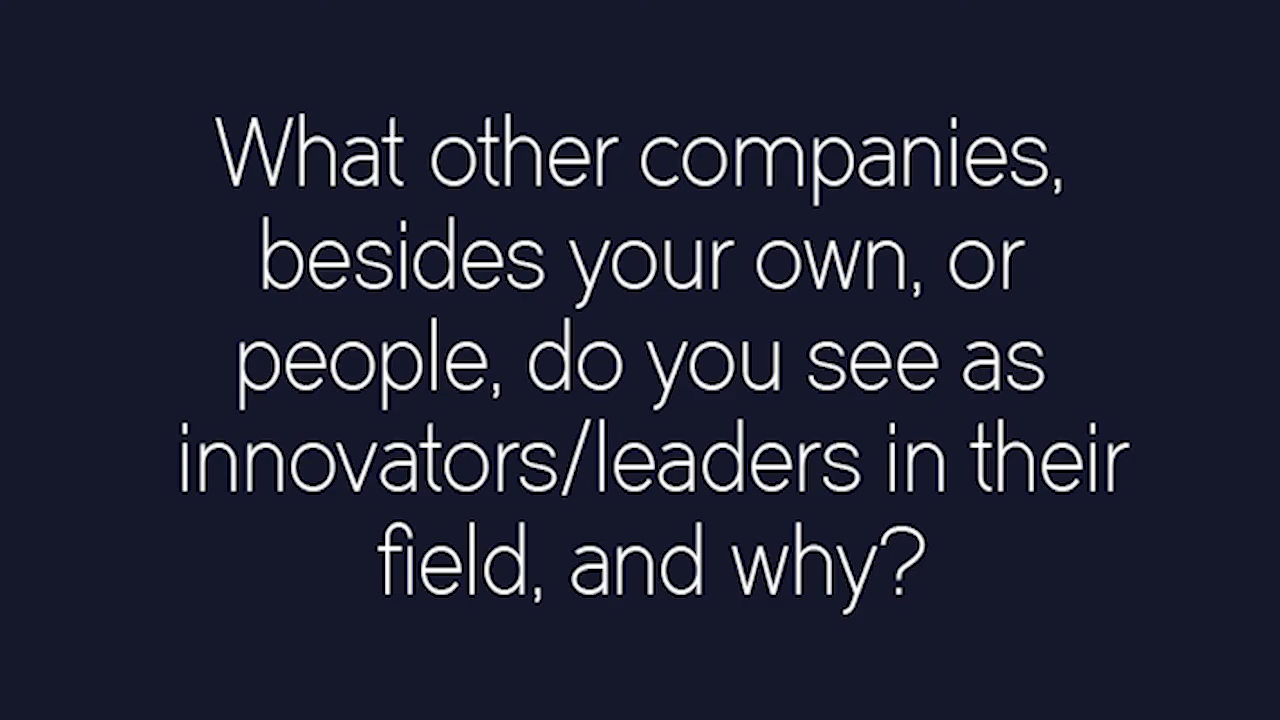 What other companies,
besides your own, or
people, do you see as
innovators/leaders in their
field, and why?